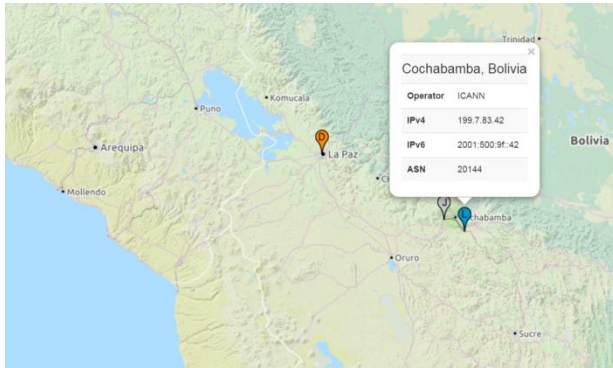 Trinidad
×
Cochabamba, Bolivia
Operator ICANN
IPv4 199.7.83.42
IPv6 2001:500:9f::42
ASN 20144
Komucala
Puno
D
La Paz
Arequipa
Bolivia
Mollendo
J
L
chabamba
Oruro
Sucre